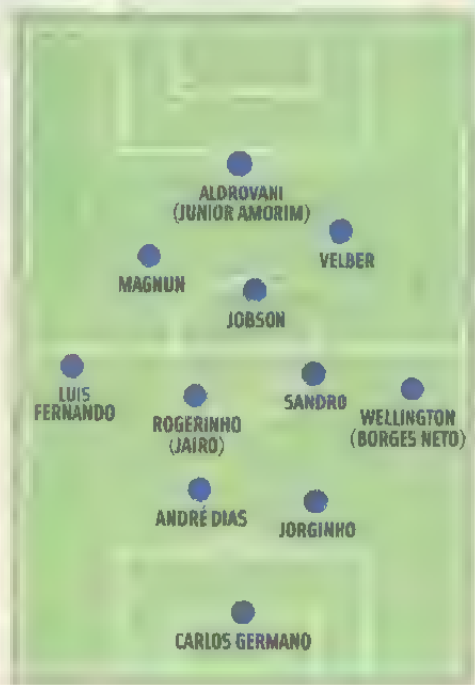 ALDROVANI
(JUNIOR AMORIM)
VELBER
MAGNUN
JOBSON
LUIS
FERNANDO
SANDRO
WELLINGTON
(BORGES NETO)
ROGERINHO
(JAIRO)
ANDRÉ DIAS
JORGINHO
CARLOS GERMANO